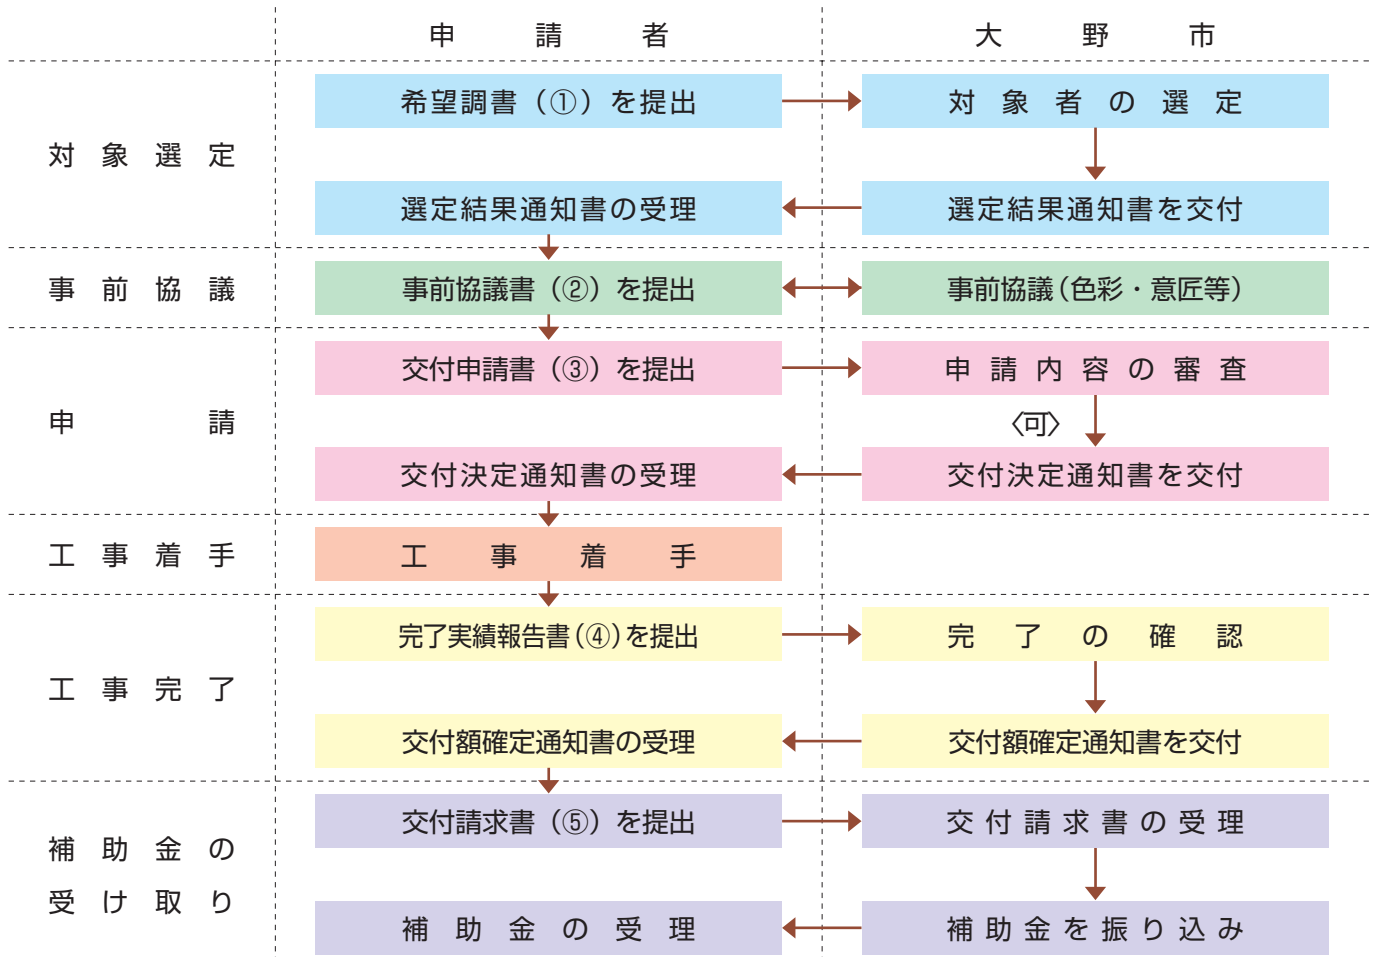 申請者 大野市
対象選定
希望調書（①）を提出 対象者の選定
選定結果通知書の受理 選定結果通知書を交付
事前協議 事前協議書（②）を提出 事前協議（色彩・意匠等）
申請
交付申請書（③）を提出 申請内容の審査
〈可〉
交付決定通知書の受理 交付決定通知書を交付
工事着手 工事着手
工事完了
完了実績報告書（④）を提出 完了の確認
交付額確定通知書の受理 交付額確定通知書を交付
補助金の
受け取り
交付請求書（⑤）を提出 交付請求書の受理
補助金の受理 補助金を振り込み